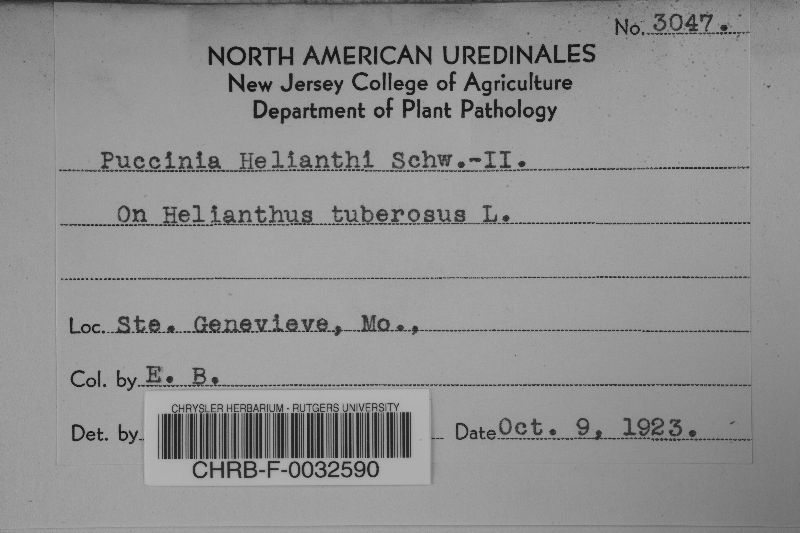 No. 3047.
NORTH AMERICAN UREDINALES
New Jersey College of Agriculture
Department of Plant Pathology
Puccinia Helianthi Schw.-II.
On Helianthus tuberosus L.
Loc. Ste. Genevieve, Mo.,
Col. by E. B.
Det. by
Date Oct. 9, 1923.
CHRYSLER HERBARIUM - RUTGERS UNIVERSITY
CHRB-F-0032590